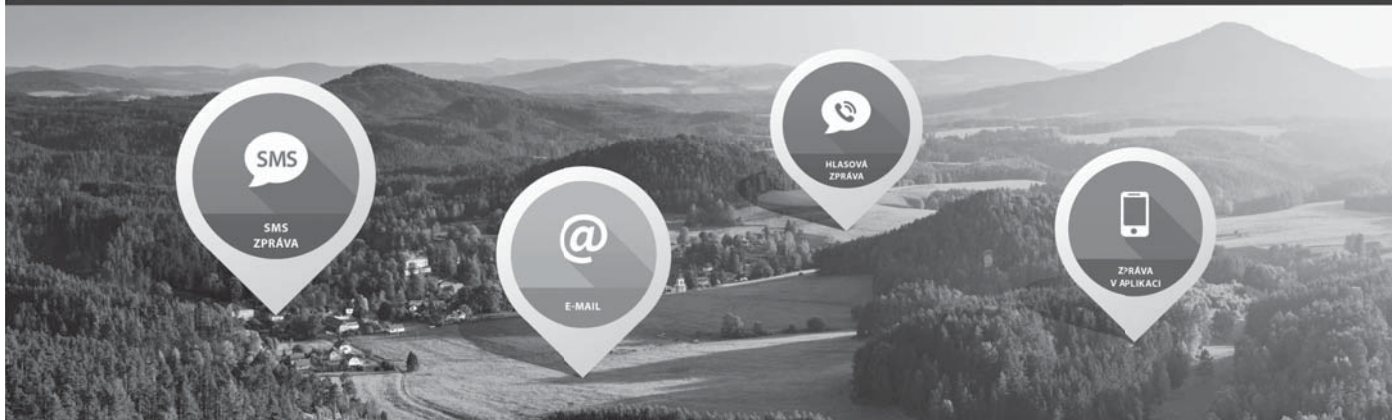 SMS
SMS
ZPRÁVA
@
E-MAIL
HLASOVÁ
ZPRÁVA
ZPRÁVA
V APLIKACI